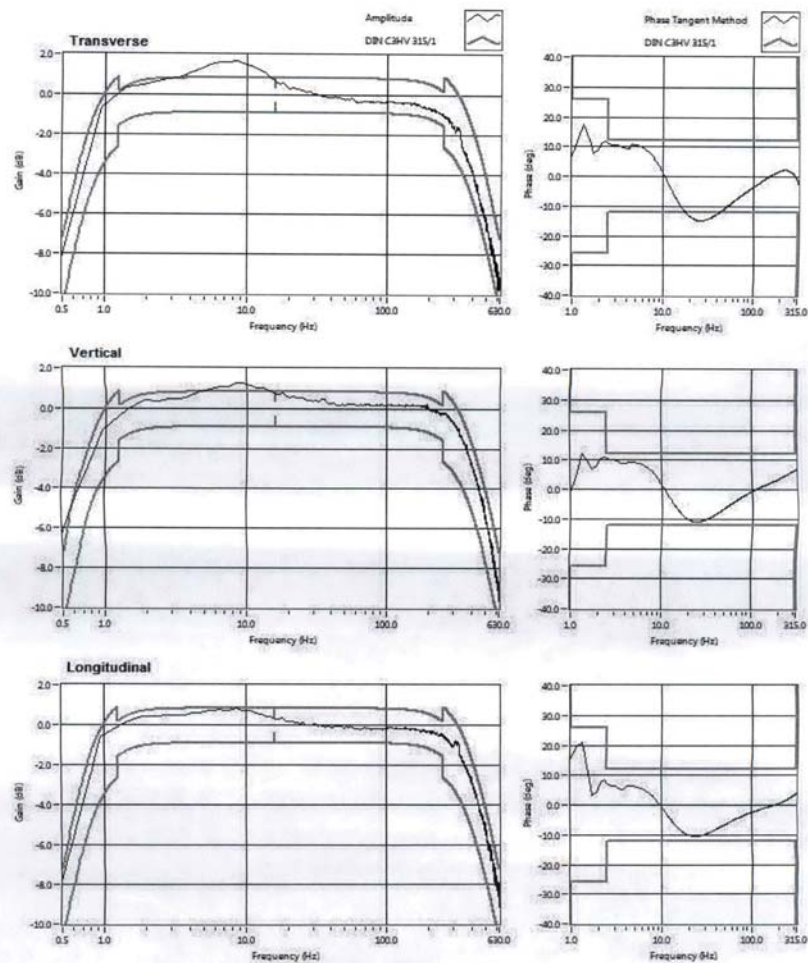 Amplitude
DIN C3HV 315/1
Phase Tangent Method
DIN C3HV 315/1
Transverse
2.0
0.0
-2.0
-4.0
-6.0
-8.0
-10.0
Gain (dB)
0.5 1.0 10.0 100.0 630.0
Frequency (Hz)
40.0
30.0
20.0
10.0
0.0
-10.0
-20.0
-30.0
-40.0
Phase (deg)
1.0 10.0 100.0 315.0
Frequency (Hz)
Vertical
2.0
0.0
-2.0
-4.0
-6.0
-8.0
-10.0
Gain (dB)
0.5 1.0 10.0 100.0 630.0
Frequency (Hz)
40.0
30.0
20.0
10.0
0.0
-10.0
-20.0
-30.0
-40.0
Phase (deg)
1.0 10.0 100.0 315.0
Frequency (Hz)
Longitudinal
2.0
0.0
-2.0
-4.0
-6.0
-8.0
-10.0
Gain (dB)
0.5 1.0 10.0 100.0 630.0
Frequency (Hz)
40.0
30.0
20.0
10.0
0.0
-10.0
-20.0
-30.0
-40.0
Phase (deg)
1.0 10.0 100.0 315.0
Frequency (Hz)